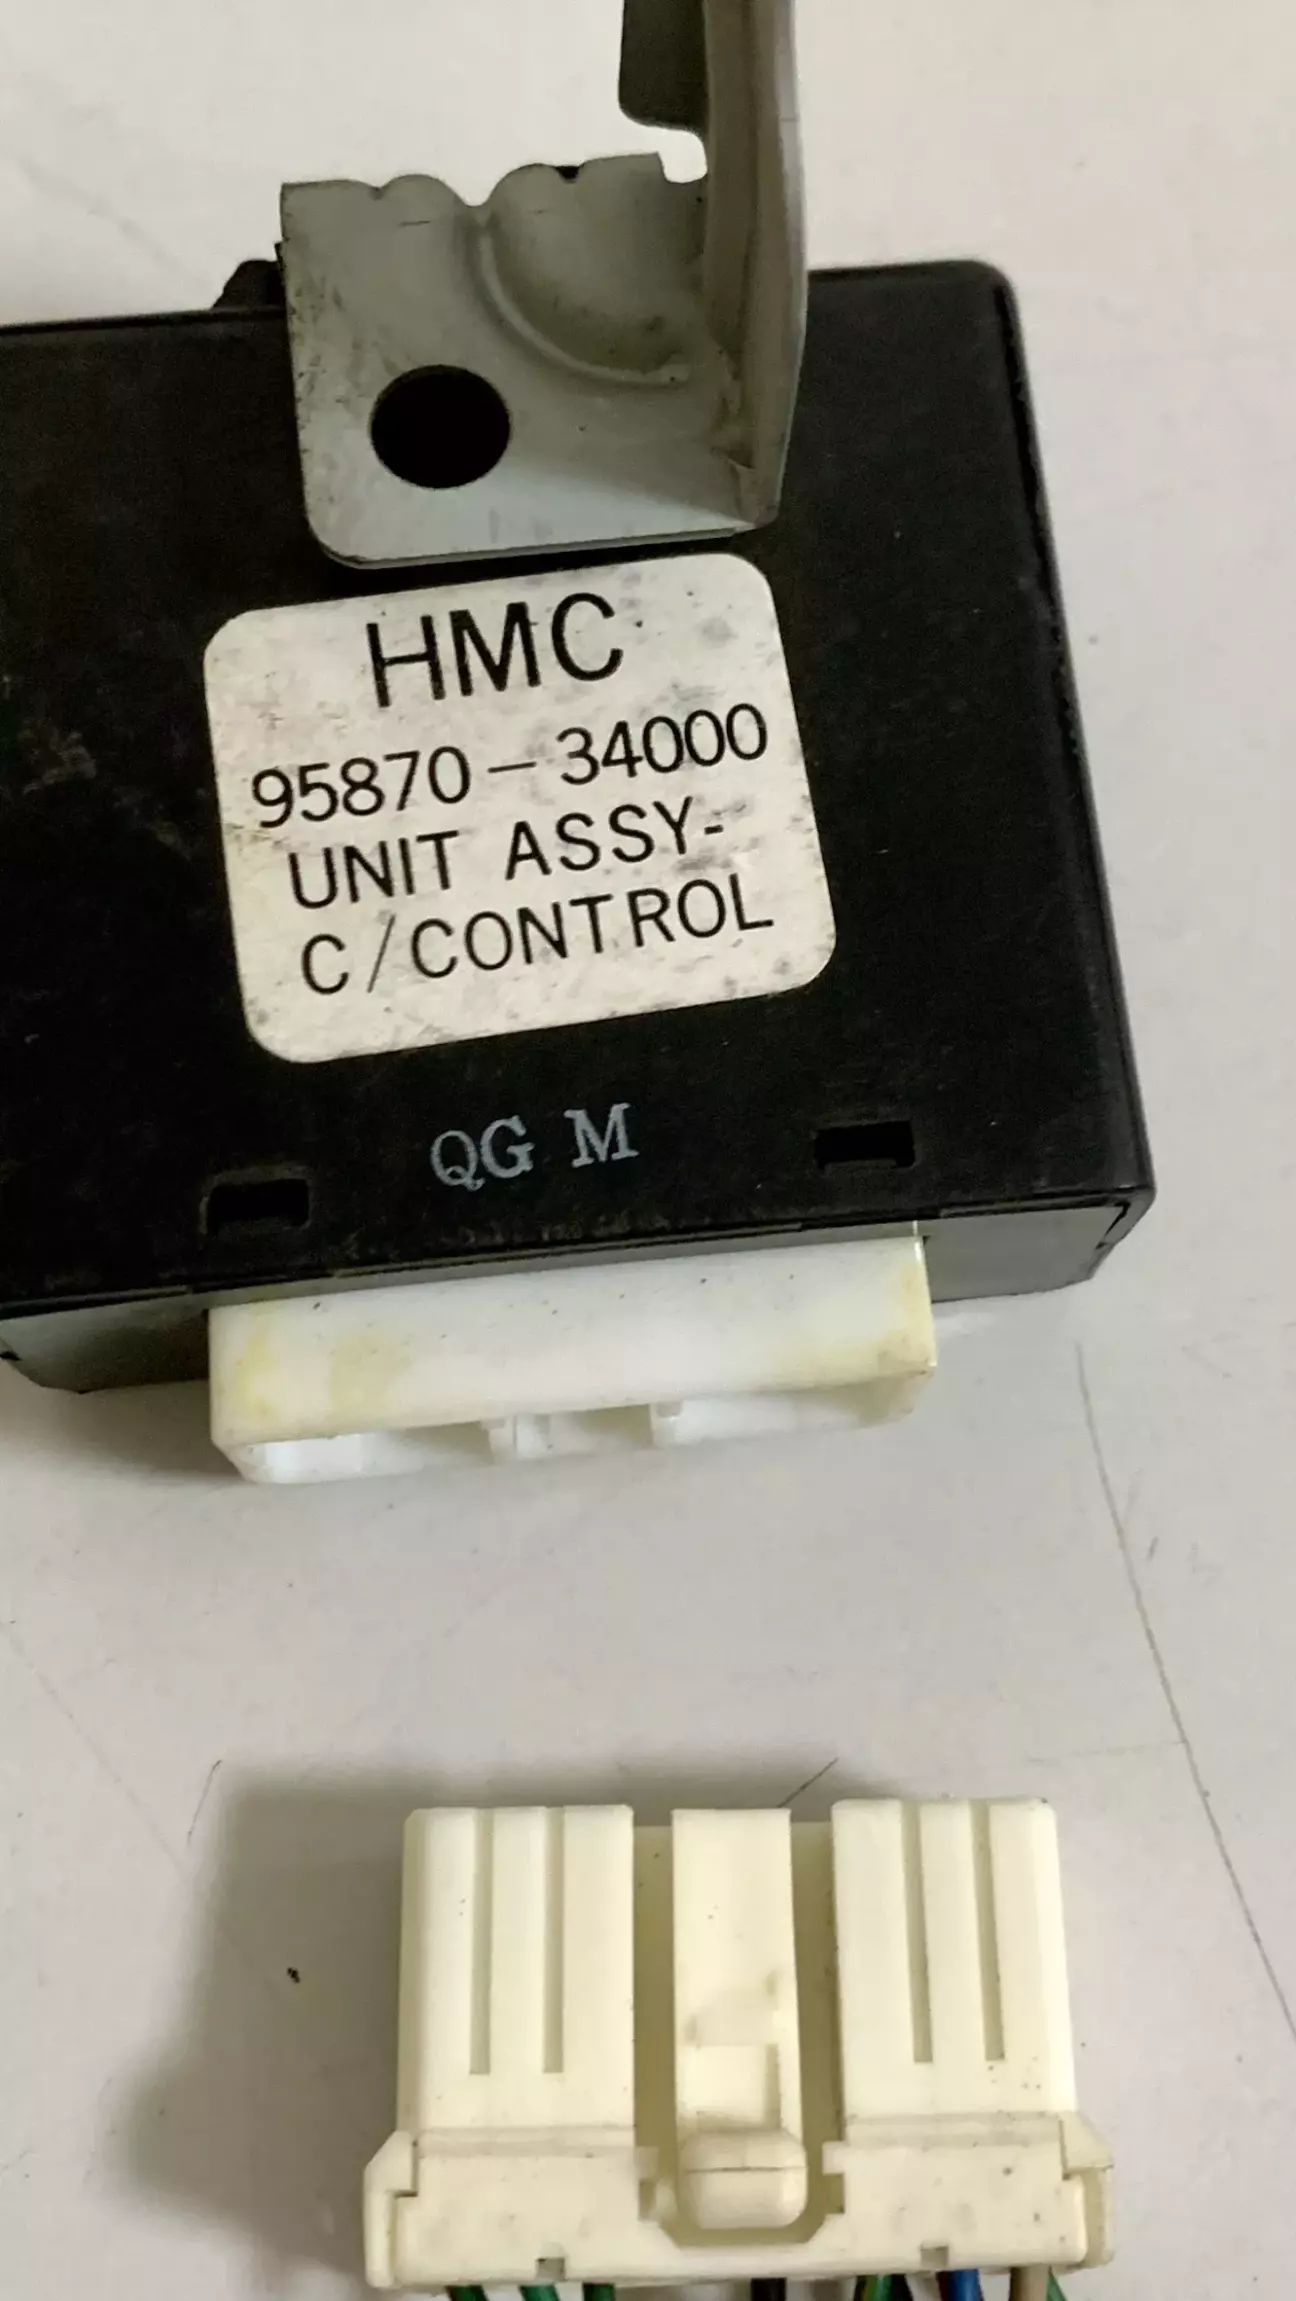 HMC
95870-34000
UNIT ASSY-
C/CONTROL
QG M